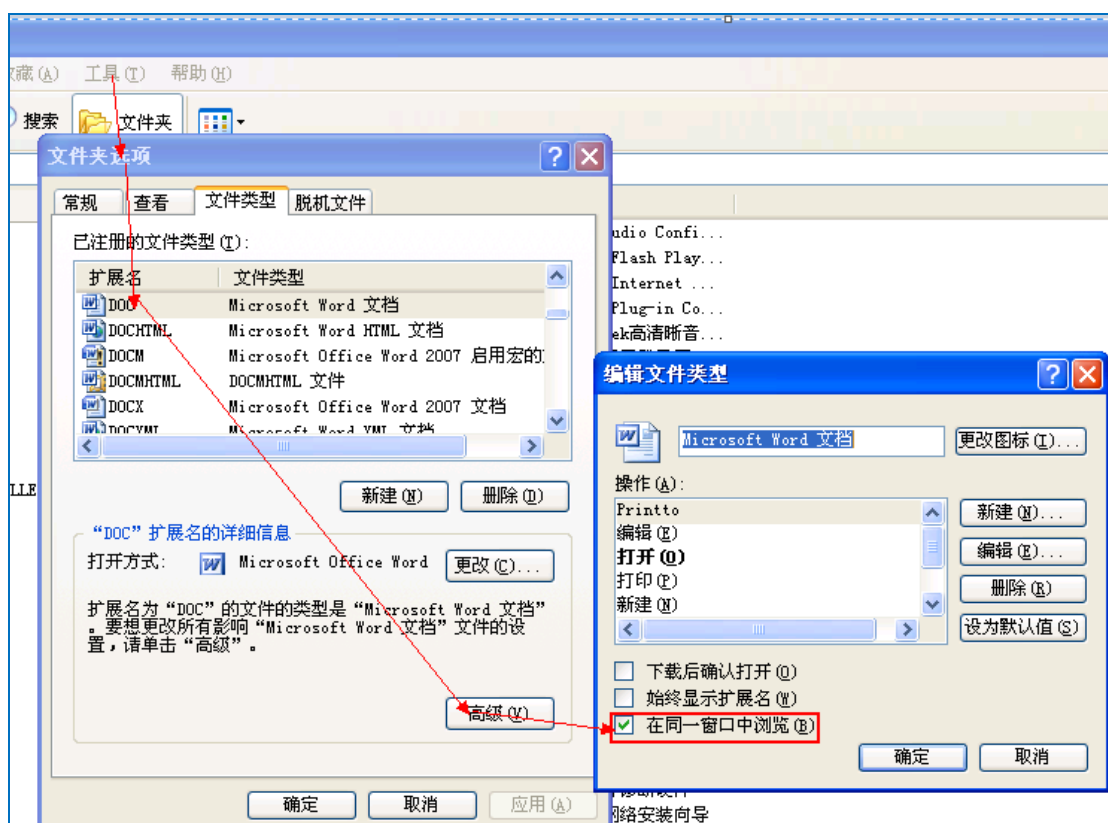 收藏(A) 工具(T) 帮助(H)
搜索 文件夹
文件夹选项
常规 查看 文件类型 脱机文件
已注册的文件类型(T):
扩展名 文件类型
DOC Microsoft Word 文档
DOCHTML Microsoft Word HTML 文档
DOCM Microsoft Office Word 2007 启用宏的
DOCMHTML DOCMHTML 文件
DOCX Microsoft Office Word 2007 文档
DOCXML Microsoft Word XML 文档
新建(N) 删除(D)
“DOC”扩展名的详细信息
打开方式: Microsoft Office Word 更改(C)...
扩展名为“DOC”的文件的类型是“Microsoft Word 文档”
。要想更改所有影响“Microsoft Word 文档”文件的设
置,请单击“高级”。
高级(V)
确定 取消 应用(A)
udio Confi...
Flash Play...
Internet ...
Plug-in Co...
ek高清晰音...
LLE
编辑文件类型
Microsoft Word 文档 更改图标(I)...
操作(A):
Printto
编辑(E)
打开(O)
打印(P)
新建(N)
新建(N)...
编辑(E)...
删除(R)
设为默认值(S)
下载后确认打开(O)
始终显示扩展名(W)
在同一窗口中浏览(B)
确定 取消
网络安装向导